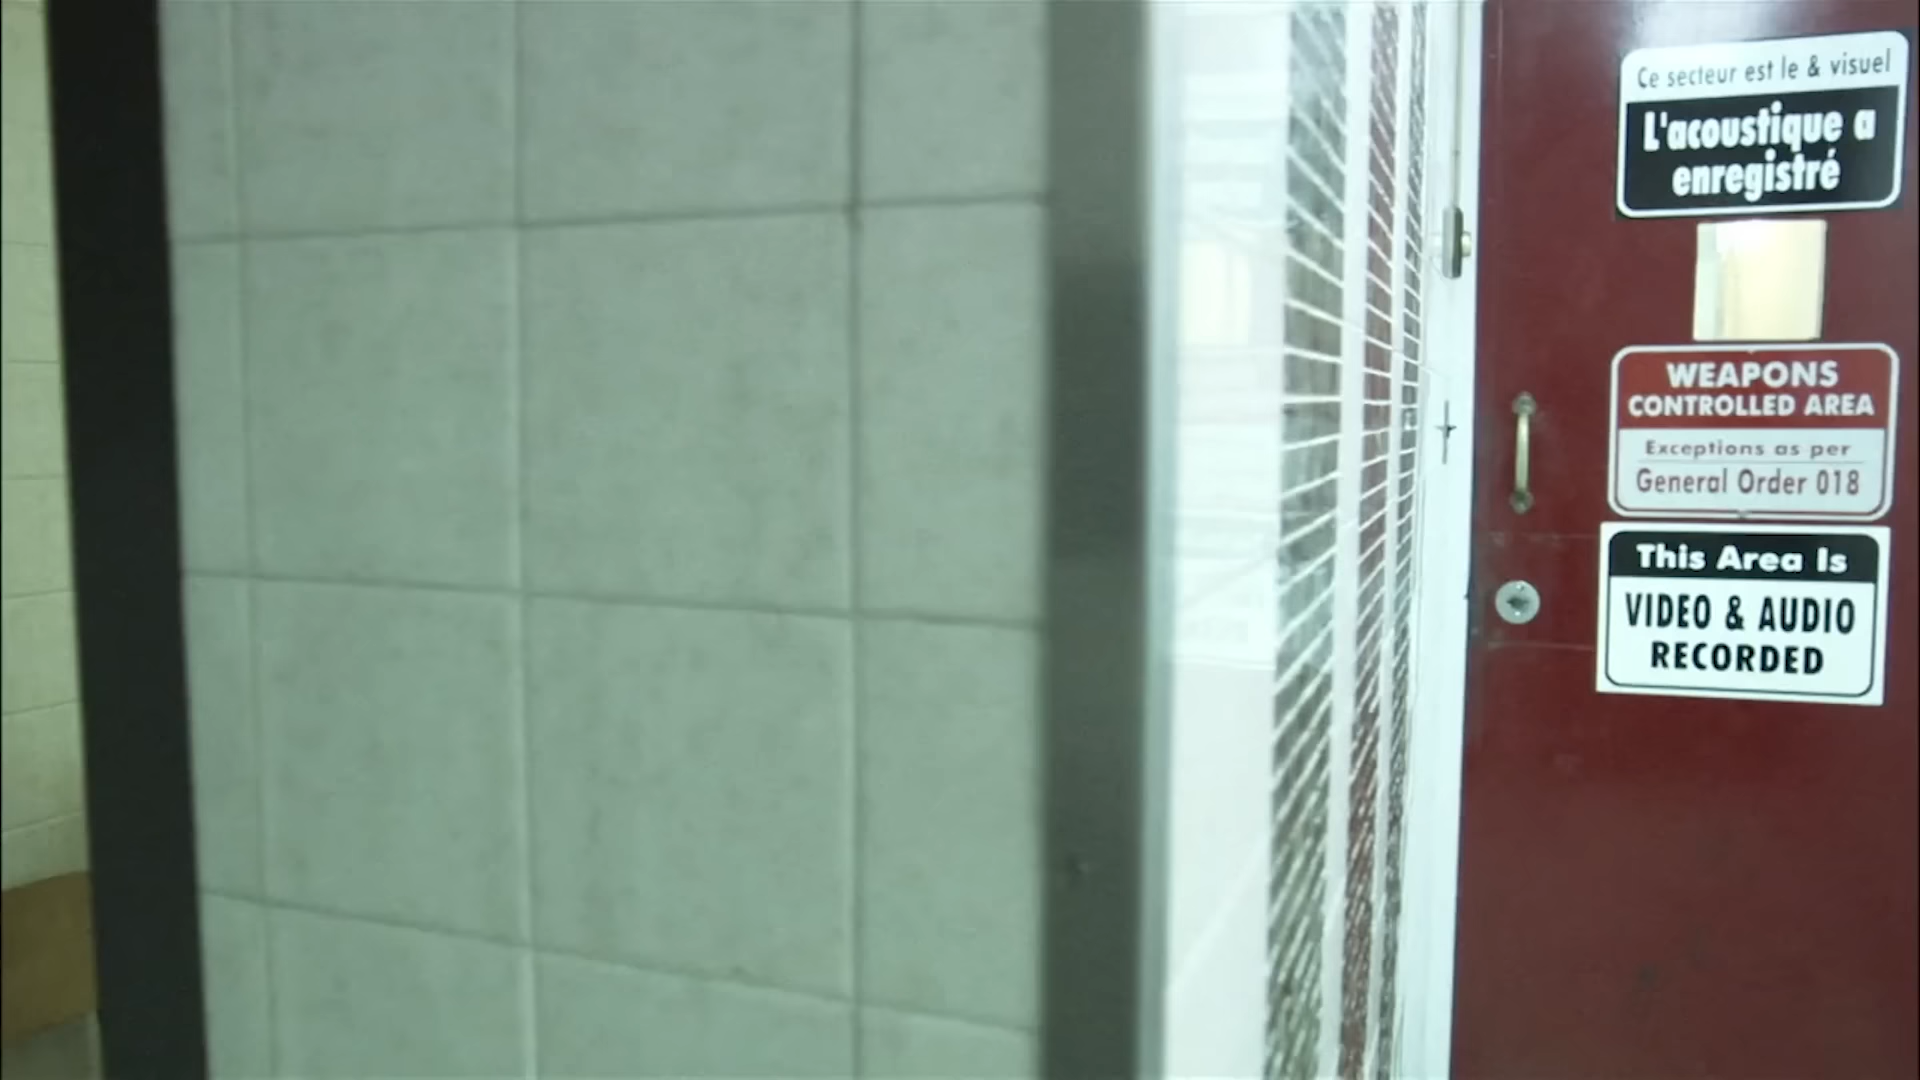 Ce secteur est le & visuel
L'acoustique a
enregistré
WEAPONS
CONTROLLED AREA
Exceptions as per
General Order 018
This Area Is
VIDEO & AUDIO
RECORDED